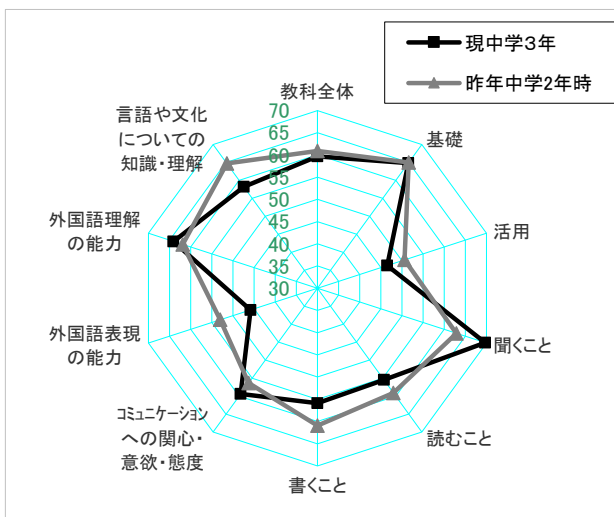 現中学3年
昨年中学2年時
教科全体
基礎
活用
聞くこと
読むこと
書くこと
ｺﾐｭﾆｹｰｼｮﾝ
への関心・
意欲・態度
外国語表現
の能力
外国語理解
の能力
言語や文化
についての
知識・理解
70
65
60
55
50
45
40
35
30